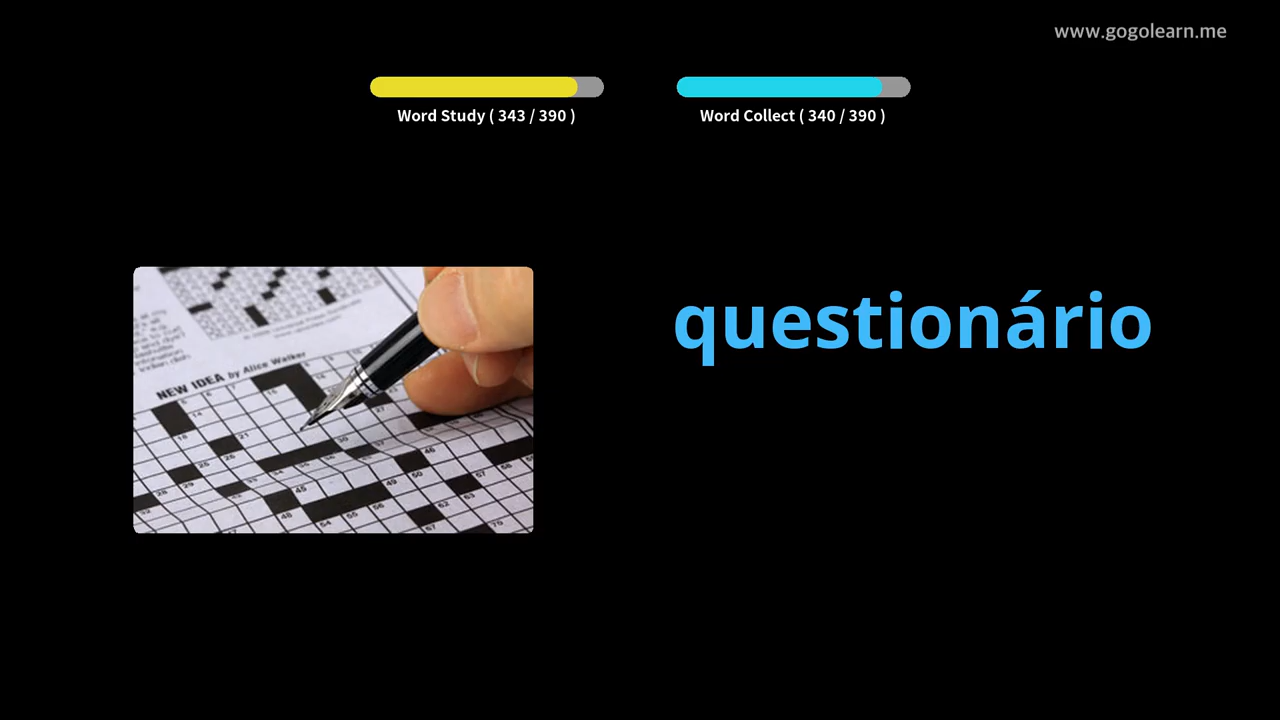 www.gogolearn.me
Word Study ( 343 / 390 )
Word Collect ( 340 / 390 )
questionário
NEW IDEA by Alice Walker